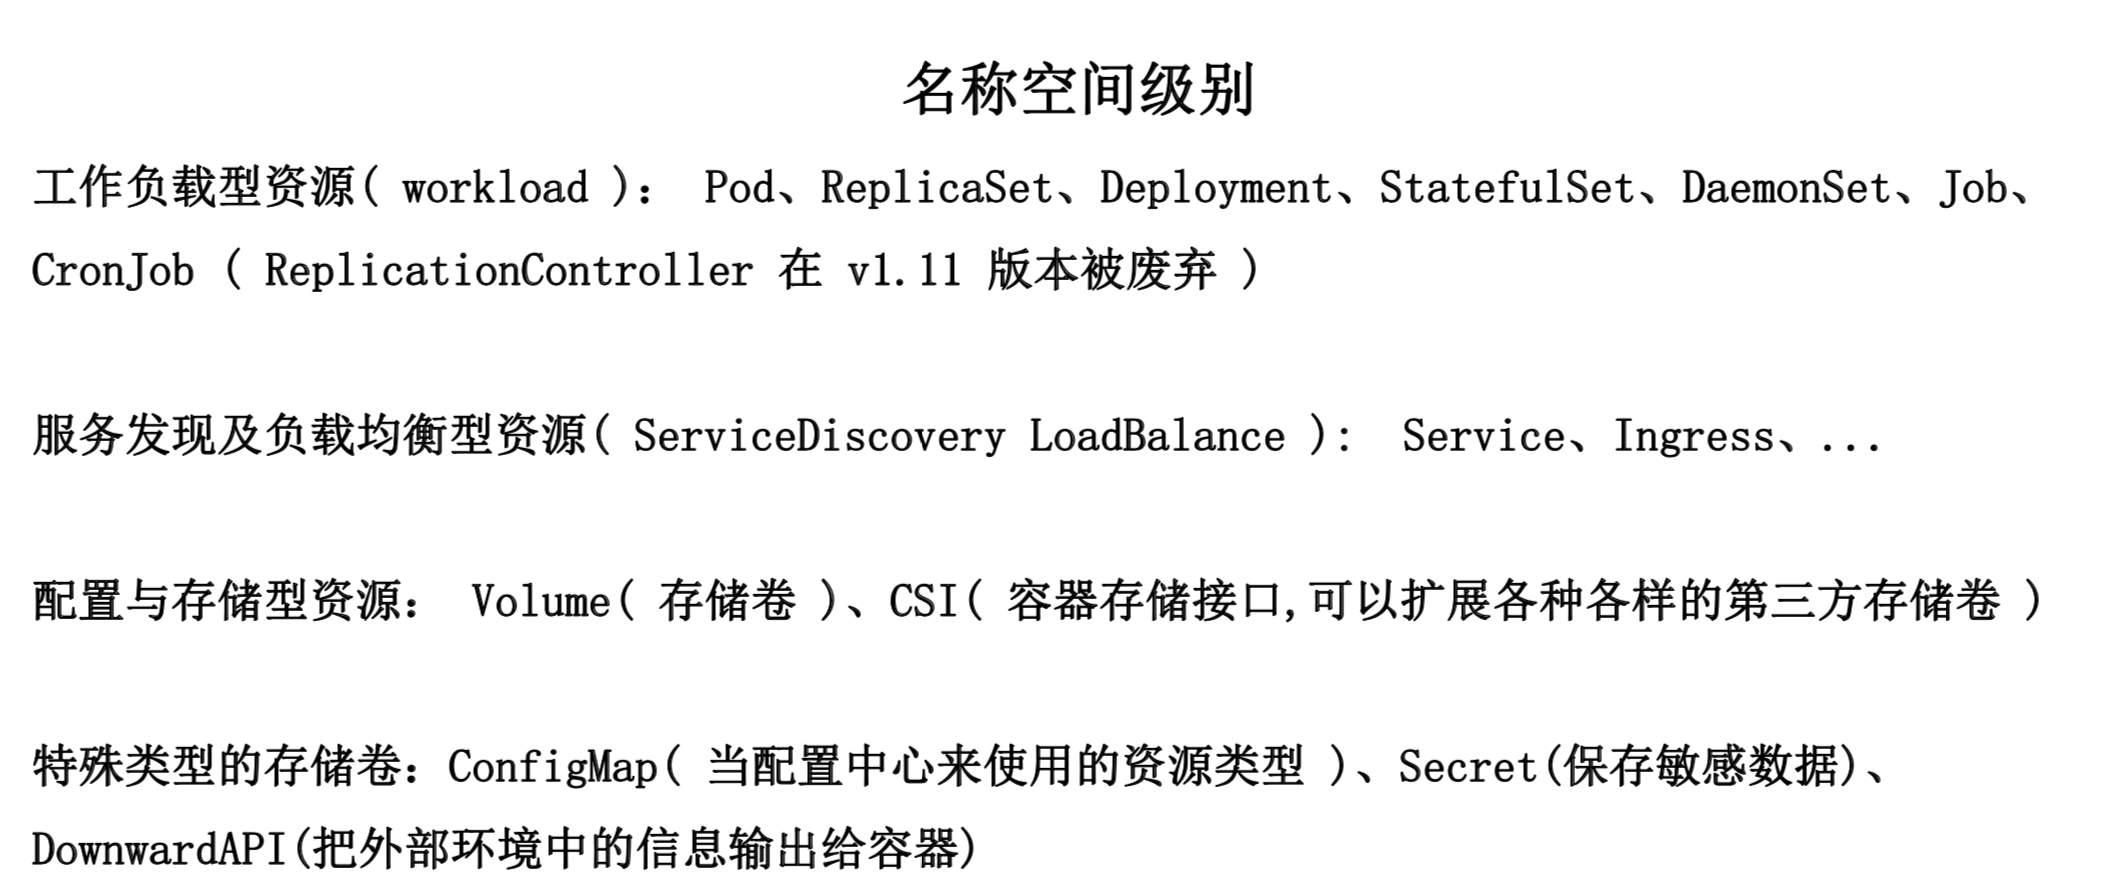 名称空间级别
工作负载型资源( workload )： Pod、ReplicaSet、Deployment、StatefulSet、DaemonSet、Job、
CronJob ( ReplicationController 在 v1.11 版本被废弃 )
服务发现及负载均衡型资源( ServiceDiscovery LoadBalance ): Service、Ingress、...
配置与存储型资源： Volume( 存储卷 )、CSI( 容器存储接口,可以扩展各种各样的第三方存储卷 )
特殊类型的存储卷：ConfigMap( 当配置中心来使用的资源类型 )、Secret(保存敏感数据)、
DownwardAPI(把外部环境中的信息输出给容器)